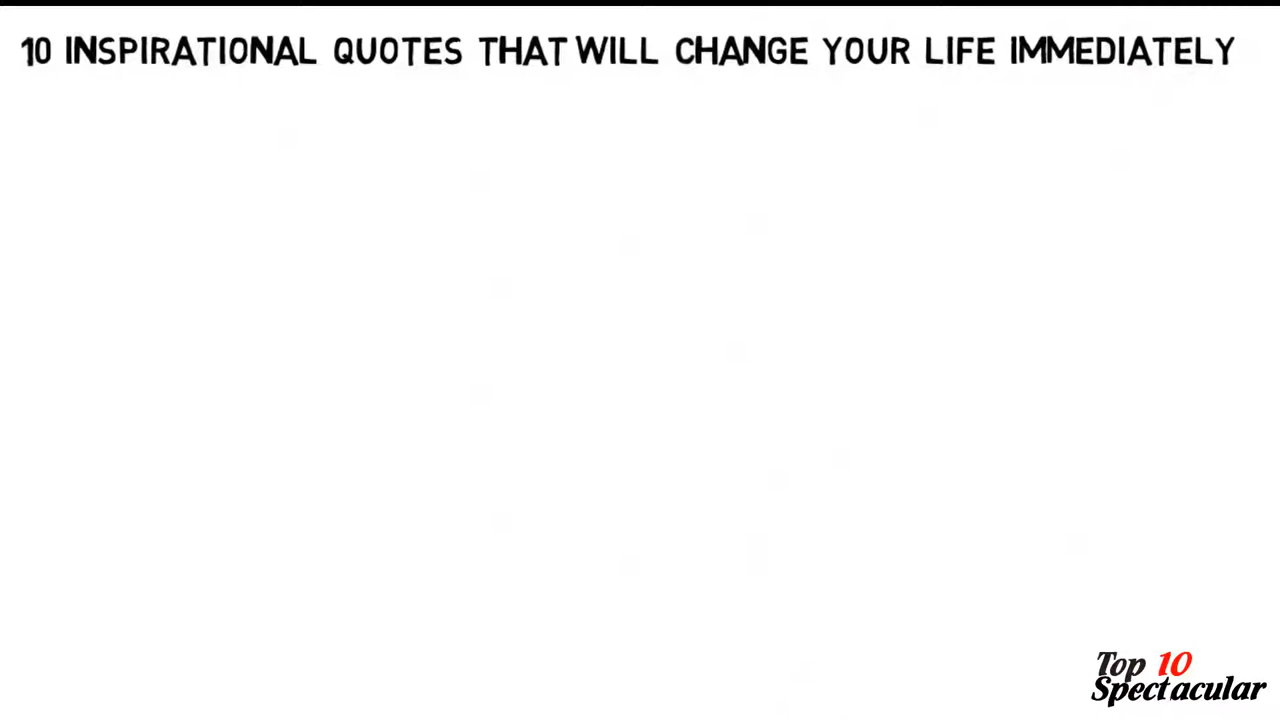 10 INSPIRATIONAL QUOTES THAT WILL CHANGE YOUR LIFE IMMEDIATELY
Top 10
Spectacular